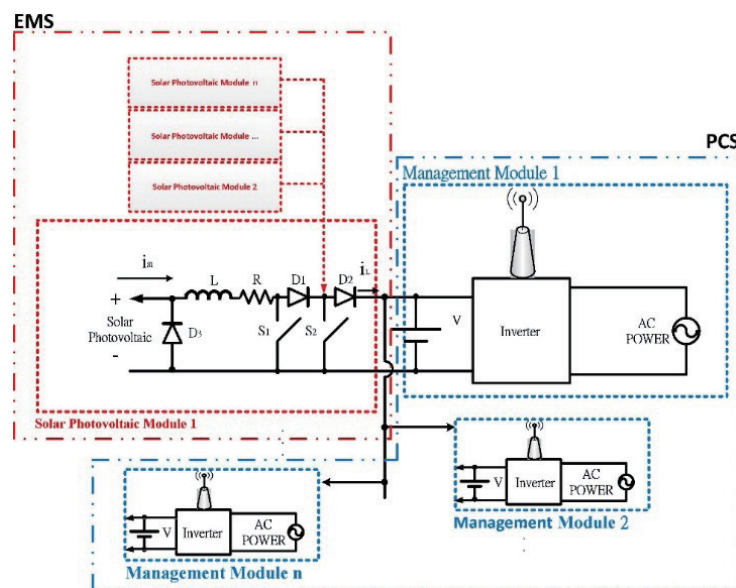 EMS
Solar Photovoltaic Module n
Solar Photovoltaic Module ...
Solar Photovoltaic Module 2
PCS
Management Module 1
L
R
D1
D2
+
Solar
Photovoltaic
-
D3
S1
S2
V
Inverter
AC
POWER
Solar Photovoltaic Module 1
V
Inverter
AC
POWER
Management Module 2
V
Inverter
AC
POWER
Management Module n